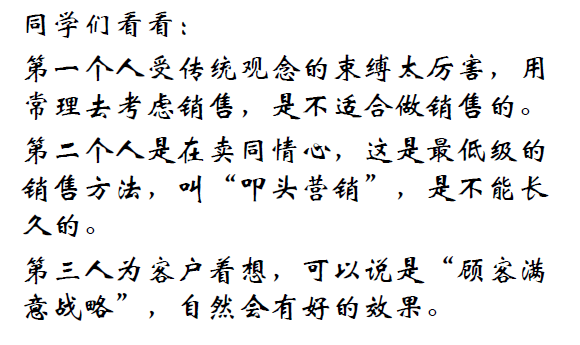 同学们看看：
第一个人受传统观念的束缚太厉害，用
常理去考虑销售，是不适合做销售的。
第二个人是在卖同情心，这是最低级的
销售方法，叫“叩头营销”，是不能长
久的。
第三人为客户着想，可以说是“顾客满
意战略”，自然会有好的效果。